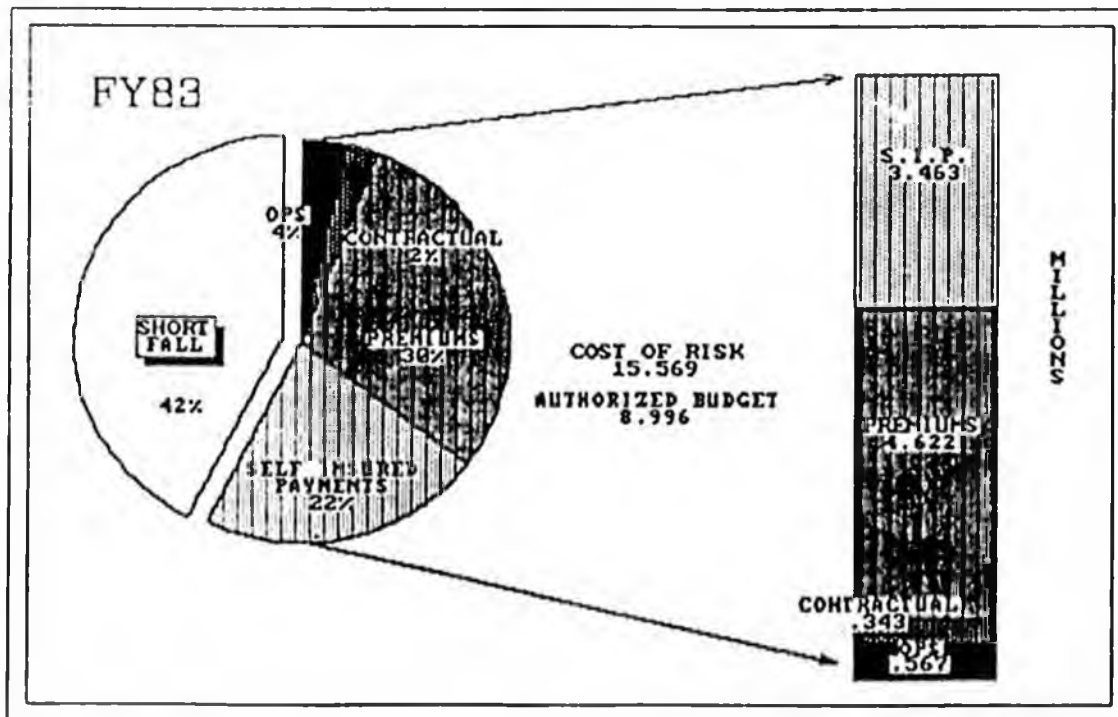 FY83
OPS
4%
CONTRACTUAL
2%
PREMIUMS
30%
SHORT
FALL
42%
SELF INSURED
PAYMENTS
22%
COST OF RISK
15.569
AUTHORIZED BUDGET
8.996
S.I.P.
3.463
PREMIUMS
4.622
CONTRACTUAL
.343
OPS
.567
MILLIONS